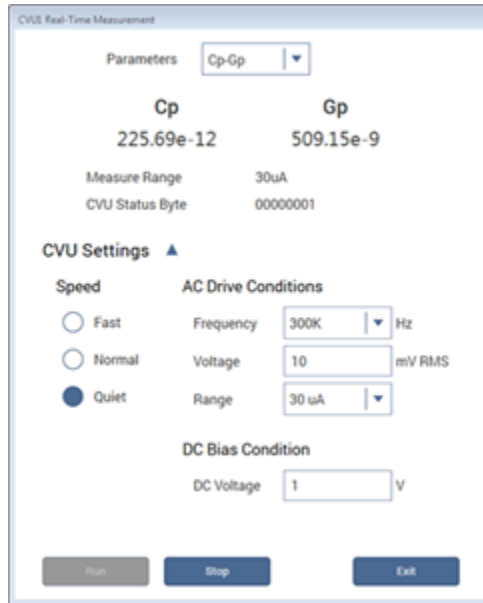 CVU1 Real-Time Measurement
Parameters Cp-Gp
Cp Gp
225.69e-12 509.15e-9
Measure Range 30uA
CVU Status Byte 00000001
CVU Settings
Speed AC Drive Conditions
Fast Frequency 300K Hz
Normal Voltage 10 mV RMS
Quiet Range 30 uA
DC Bias Condition
DC Voltage 1 V
Run Stop Exit